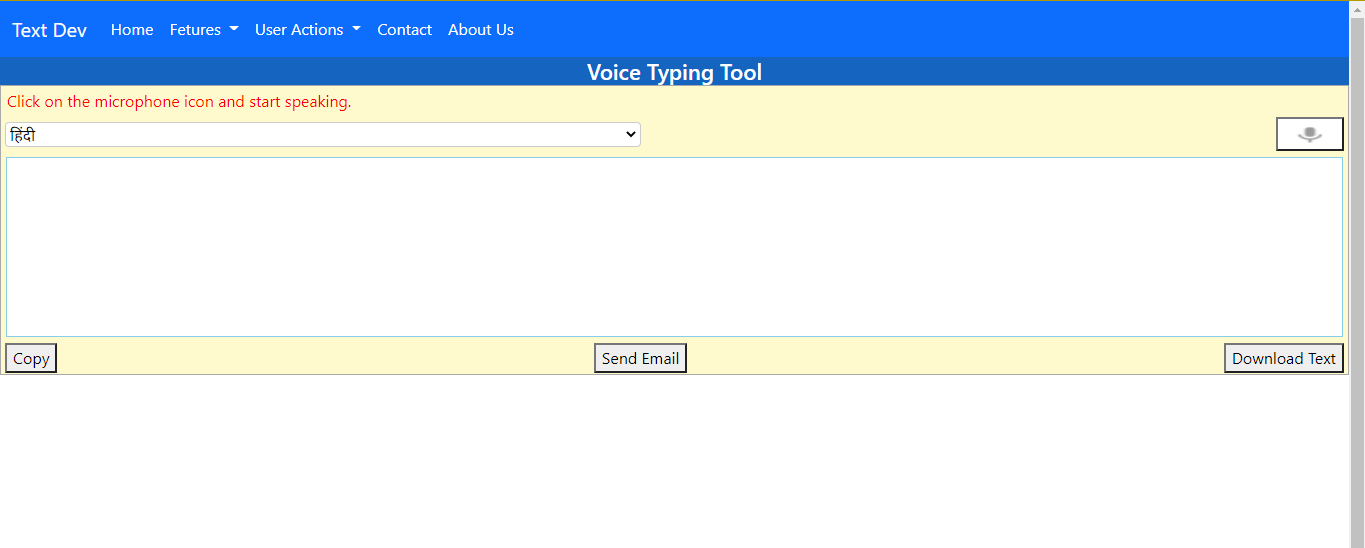 Text Dev Home Fetures User Actions Contact About Us
Voice Typing Tool
Click on the microphone icon and start speaking.
हिंदी
Copy Send Email Download Text